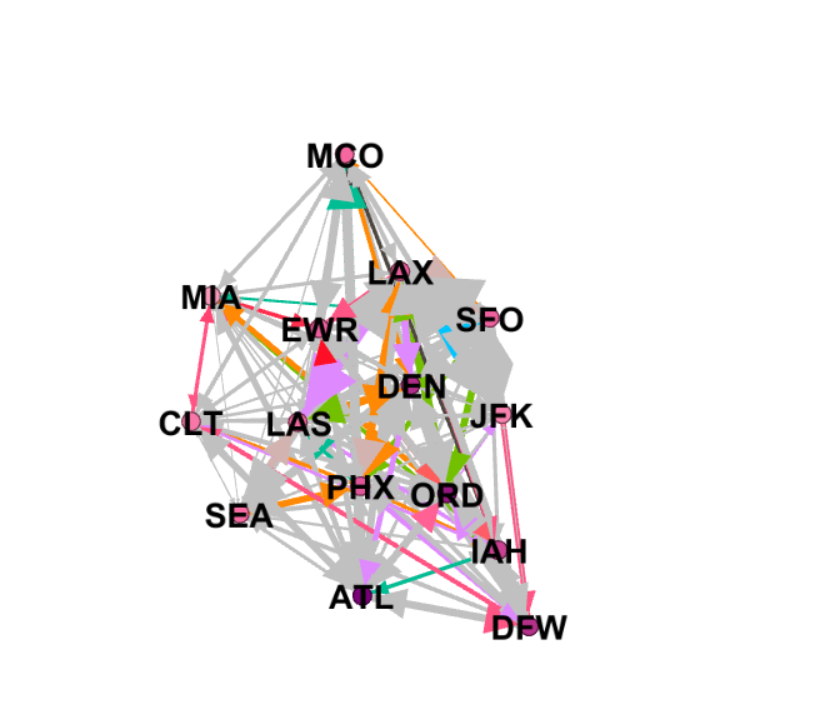 MCO
LAX
MIA
SFO
EWR
DEN
JFK
CLT
LAS
PHX
ORD
SEA
IAH
ATL
DFW